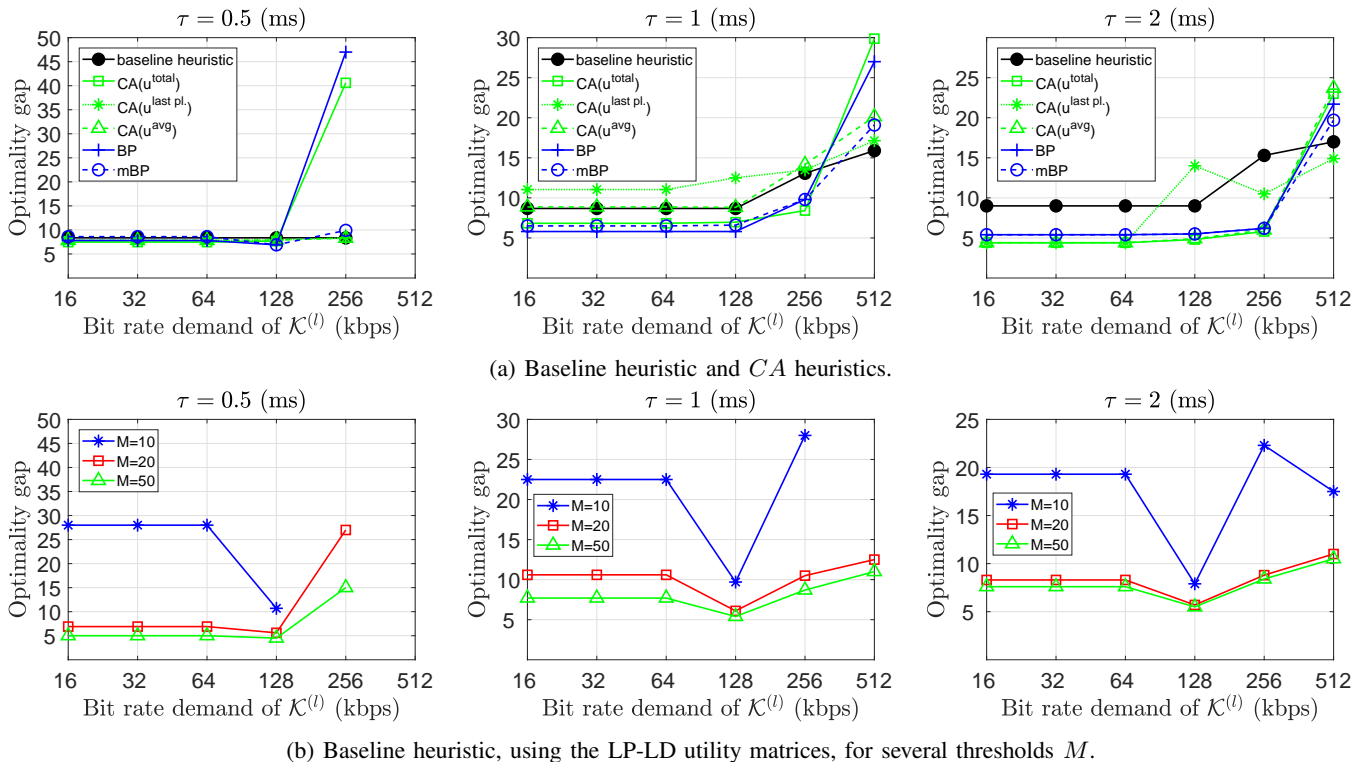 τ = 0.5 (ms)
Optimality gap
50
45
40
35
30
25
20
15
10
5
baseline heuristic
CA(u^total)
CA(u^last pl.)
CA(u^avg)
BP
mBP
16 32 64 128 256 512
Bit rate demand of 𝒦^(l) (kbps)
τ = 1 (ms)
Optimality gap
30
25
20
15
10
5
baseline heuristic
CA(u^total)
CA(u^last pl.)
CA(u^avg)
BP
mBP
16 32 64 128 256 512
Bit rate demand of 𝒦^(l) (kbps)
τ = 2 (ms)
Optimality gap
25
20
15
10
5
baseline heuristic
CA(u^total)
CA(u^last pl.)
CA(u^avg)
BP
mBP
16 32 64 128 256 512
Bit rate demand of 𝒦^(l) (kbps)
(a) Baseline heuristic and CA heuristics.
τ = 0.5 (ms)
Optimality gap
50
45
40
35
30
25
20
15
10
5
M=10
M=20
M=50
16 32 64 128 256 512
Bit rate demand of 𝒦^(l) (kbps)
τ = 1 (ms)
Optimality gap
30
25
20
15
10
5
M=10
M=20
M=50
16 32 64 128 256 512
Bit rate demand of 𝒦^(l) (kbps)
τ = 2 (ms)
Optimality gap
25
20
15
10
5
M=10
M=20
M=50
16 32 64 128 256 512
Bit rate demand of 𝒦^(l) (kbps)
(b) Baseline heuristic, using the LP-LD utility matrices, for several thresholds M.